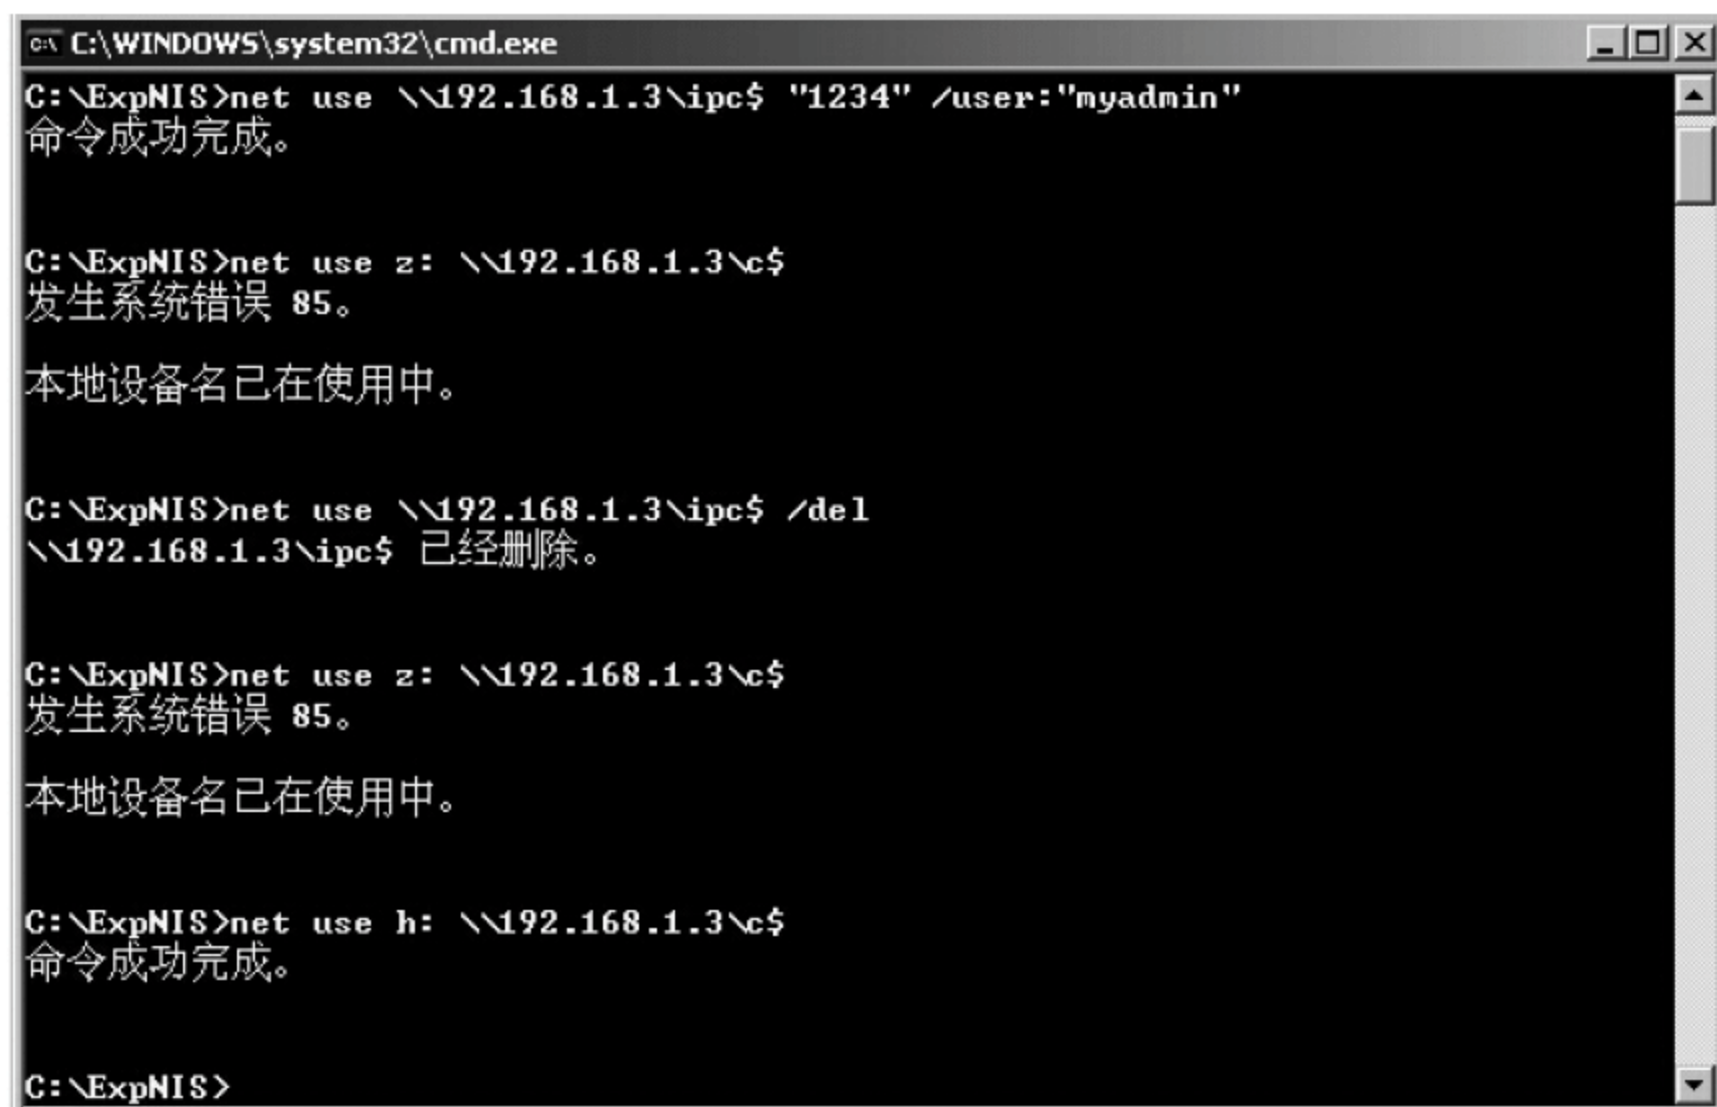 C:\WINDOWS\system32\cmd.exe
C:\ExpNIS>net use \\192.168.1.3\ipc$ "1234" /user:"myadmin"
命令成功完成。
C:\ExpNIS>net use z: \\192.168.1.3\c$
发生系统错误 85。
本地设备名已在使用中。
C:\ExpNIS>net use \\192.168.1.3\ipc$ /del
\\192.168.1.3\ipc$ 已经删除。
C:\ExpNIS>net use z: \\192.168.1.3\c$
发生系统错误 85。
本地设备名已在使用中。
C:\ExpNIS>net use h: \\192.168.1.3\c$
命令成功完成。
C:\ExpNIS>